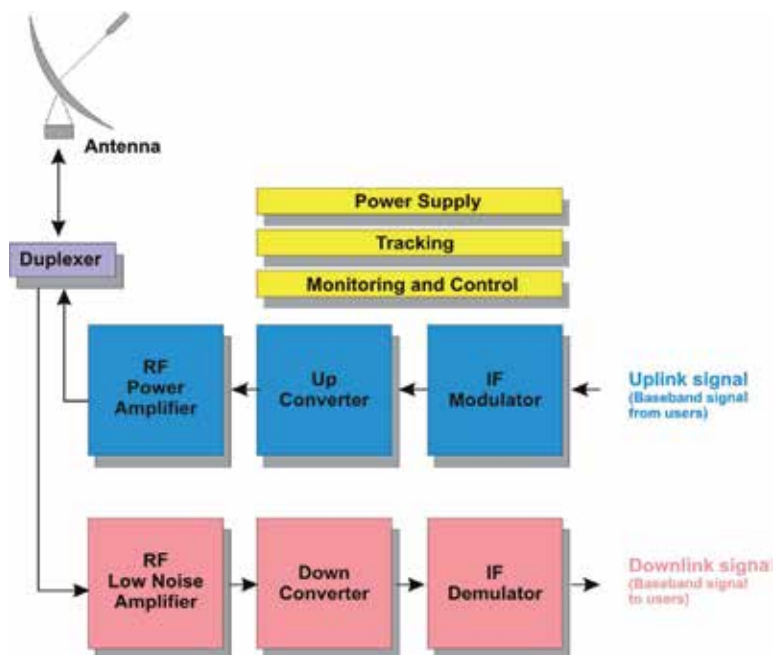 Antenna
Power Supply
Tracking
Duplexer
Monitoring and Control
RF
Power
Amplifier
Up
Converter
IF
Modulator
Uplink signal
(Baseband signal
from users)
RF
Low Noise
Amplifier
Down
Converter
IF
Demulator
Downlink signal
(Baseband signal
to users)